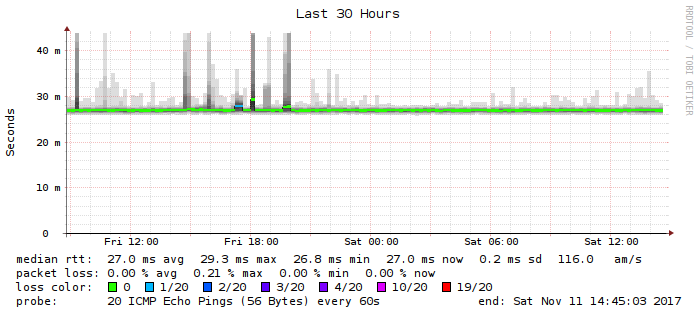 Last 30 Hours
RRDTOOL / TOBI OETIKER
Seconds
40 m
30 m
20 m
10 m
0
Fri 12:00 Fri 18:00 Sat 00:00 Sat 06:00 Sat 12:00
median rtt: 27.0 ms avg 29.3 ms max 26.8 ms min 27.0 ms now 0.2 ms sd 116.0 am/s
packet loss: 0.00 % avg 0.21 % max 0.00 % min 0.00 % now
loss color: 0 1/20 2/20 3/20 4/20 10/20 19/20
probe: 20 ICMP Echo Pings (56 Bytes) every 60s end: Sat Nov 11 14:45:03 2017